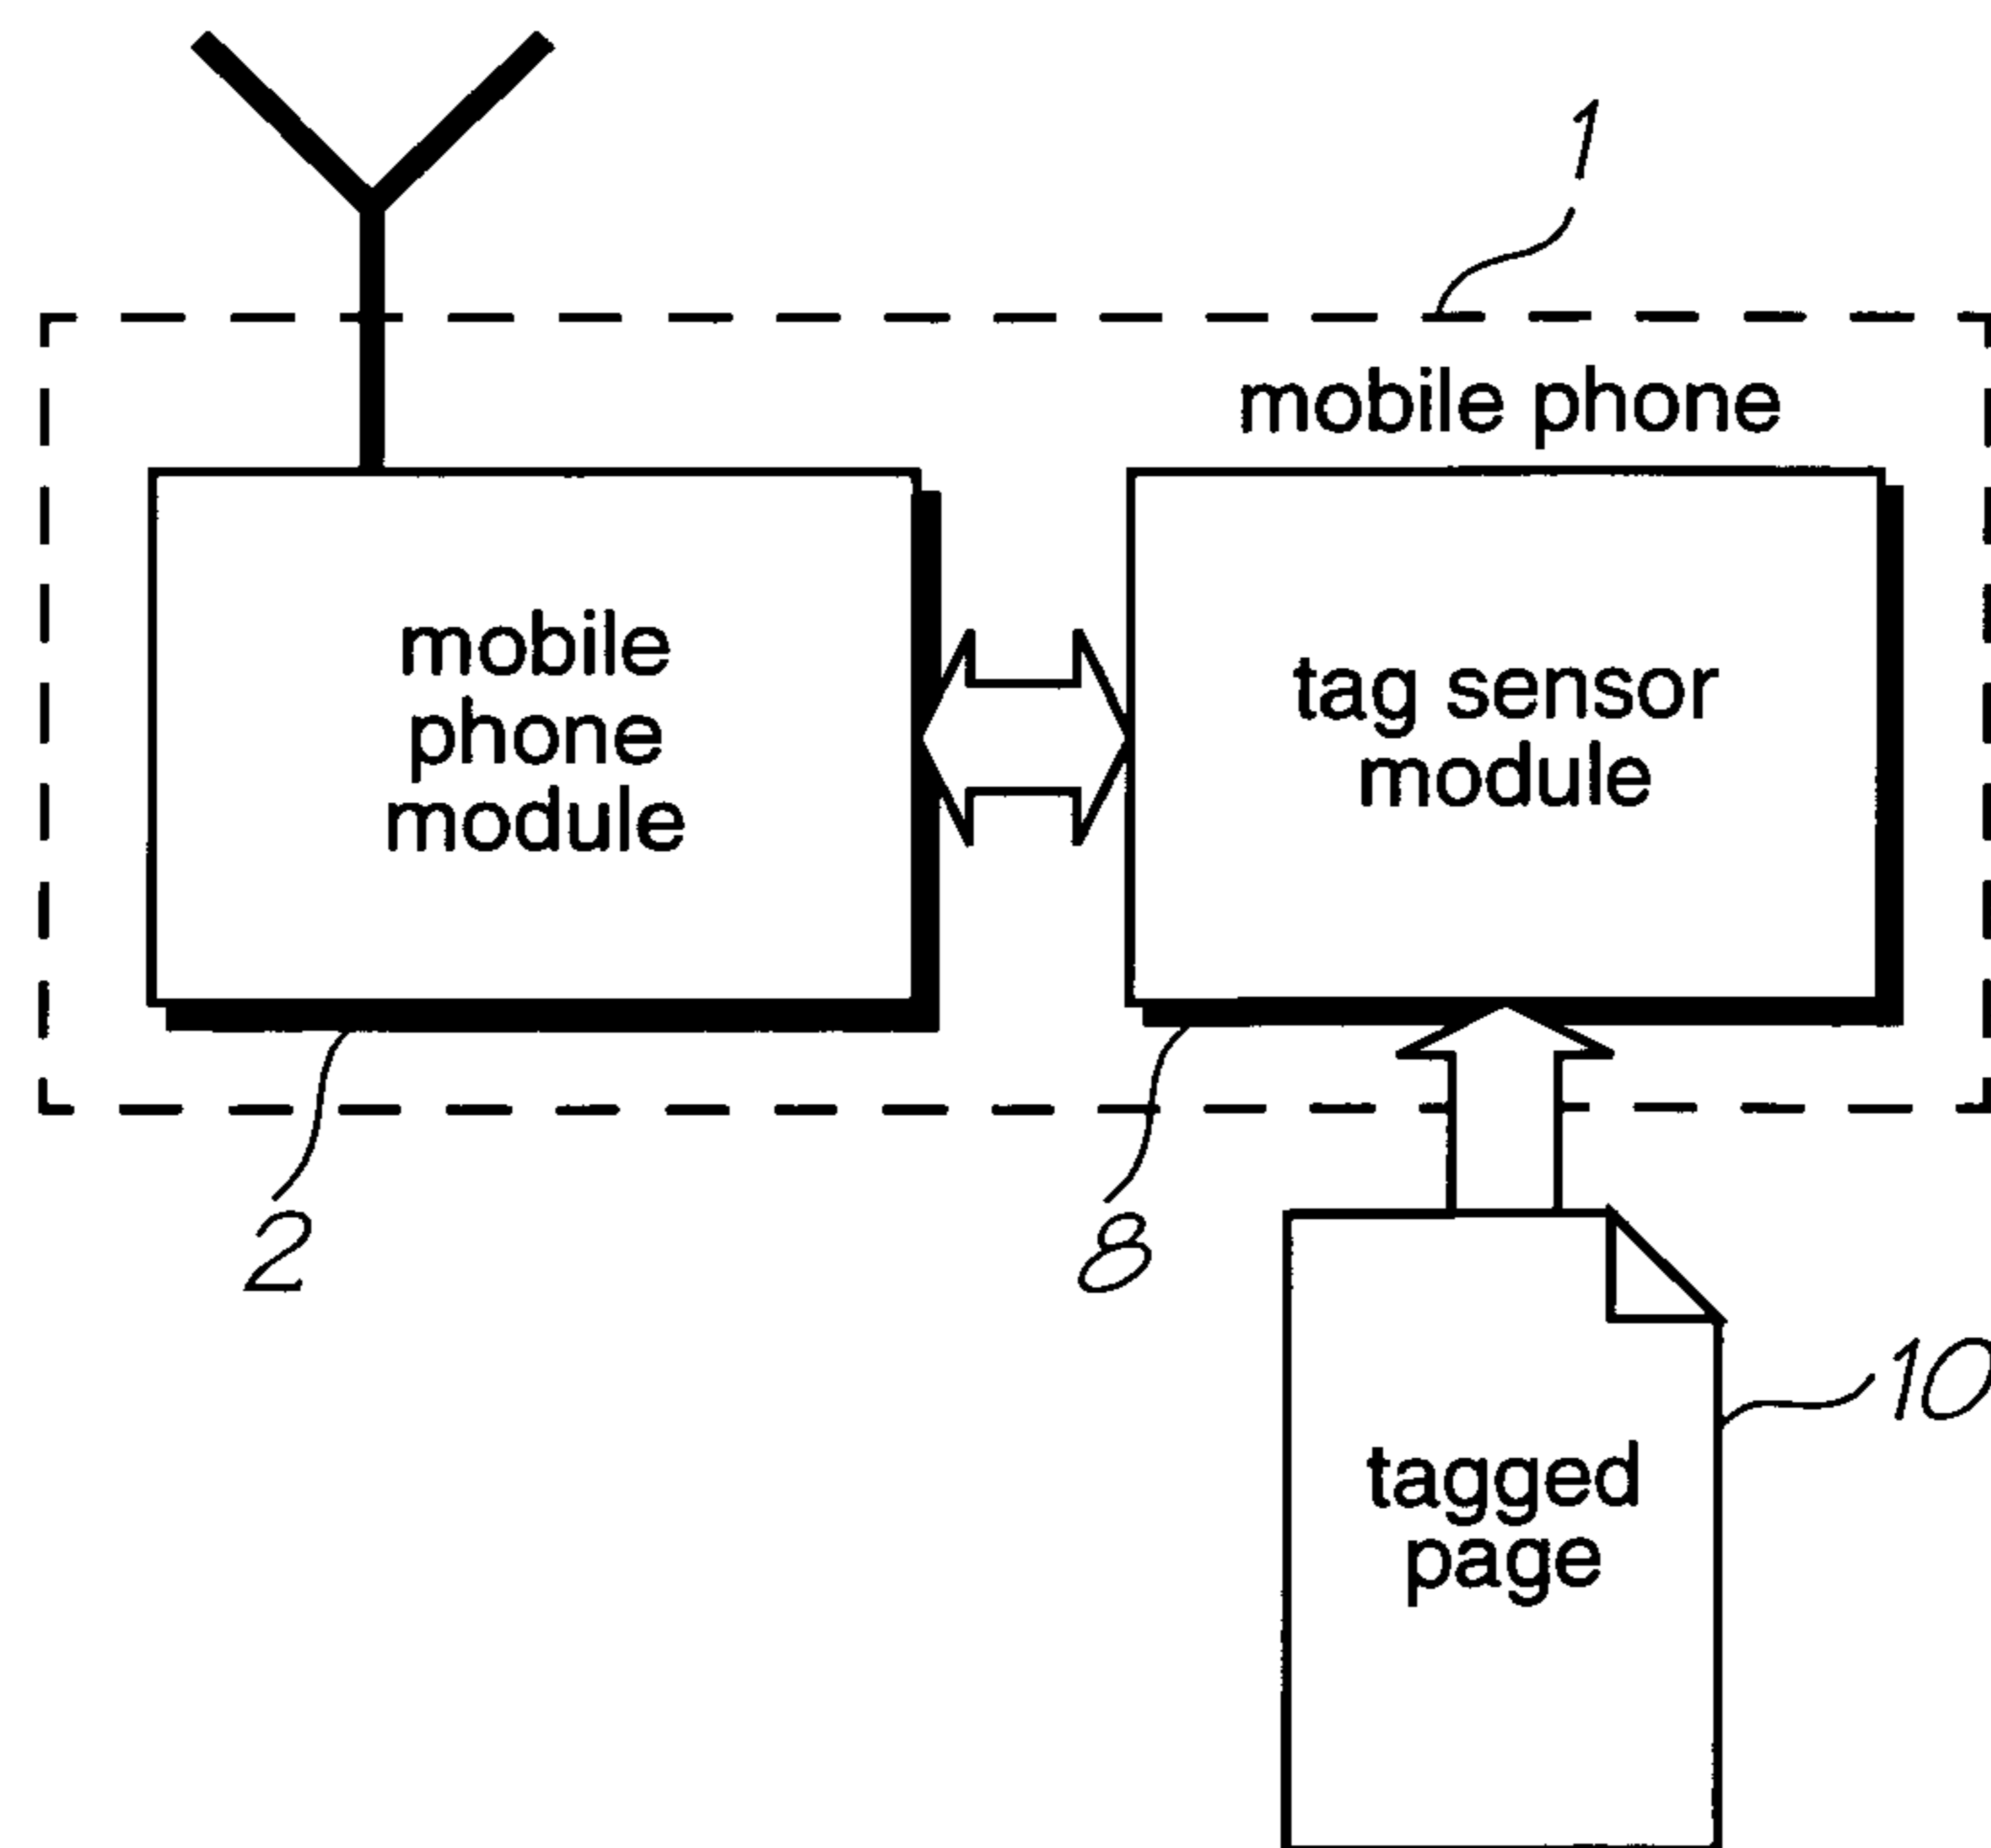 1
mobile phone
mobile
phone
module
tag sensor
module
2
8
10
tagged
page